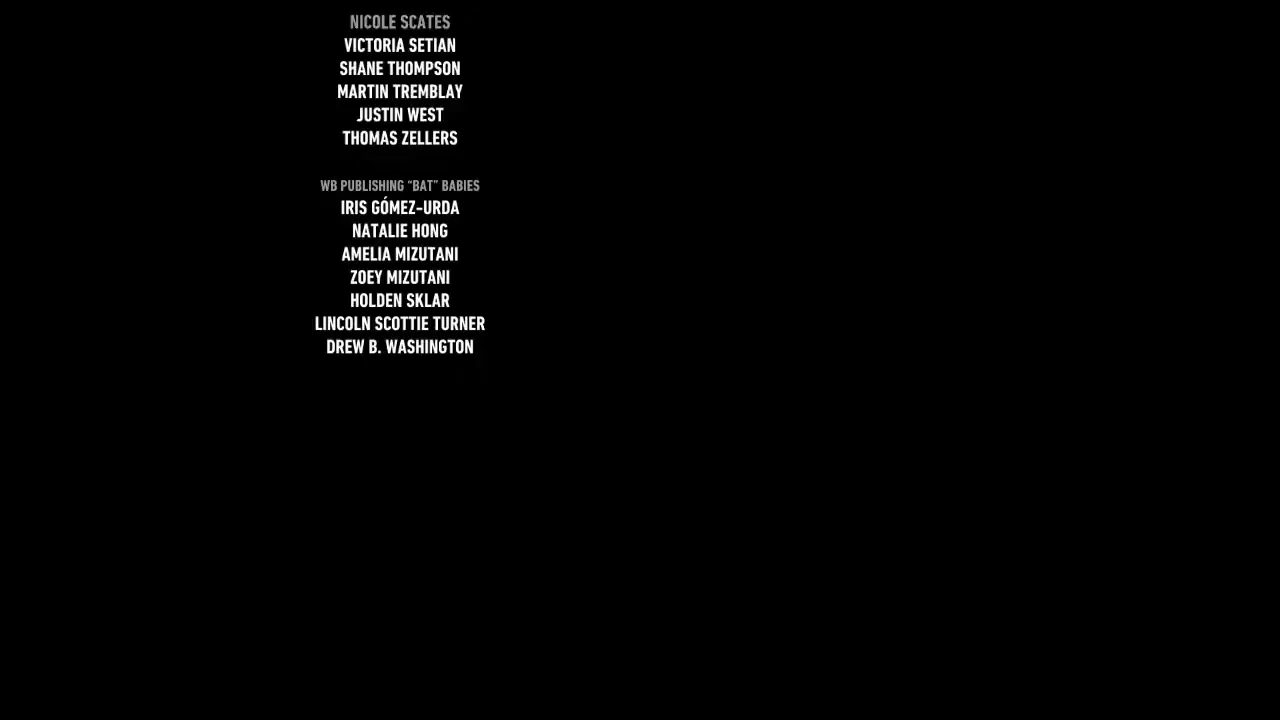 NICOLE SCATES
VICTORIA SETIAN
SHANE THOMPSON
MARTIN TREMBLAY
JUSTIN WEST
THOMAS ZELLERS
WB PUBLISHING “BAT” BABIES
IRIS GÓMEZ-URDA
NATALIE HONG
AMELIA MIZUTANI
ZOEY MIZUTANI
HOLDEN SKLAR
LINCOLN SCOTTIE TURNER
DREW B. WASHINGTON